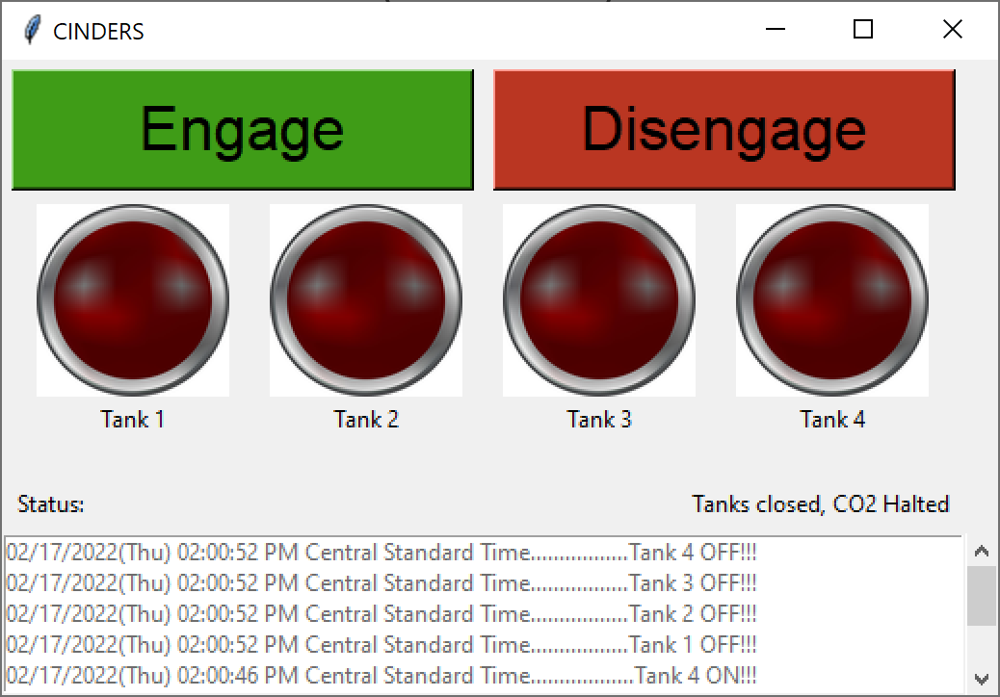 CINDERS
Engage Disengage
Tank 1 Tank 2 Tank 3 Tank 4
Status: Tanks closed, CO2 Halted
02/17/2022(Thu) 02:00:52 PM Central Standard Time.................Tank 4 OFF!!!
02/17/2022(Thu) 02:00:52 PM Central Standard Time.................Tank 3 OFF!!!
02/17/2022(Thu) 02:00:52 PM Central Standard Time.................Tank 2 OFF!!!
02/17/2022(Thu) 02:00:52 PM Central Standard Time.................Tank 1 OFF!!!
02/17/2022(Thu) 02:00:46 PM Central Standard Time..................Tank 4 ON!!!